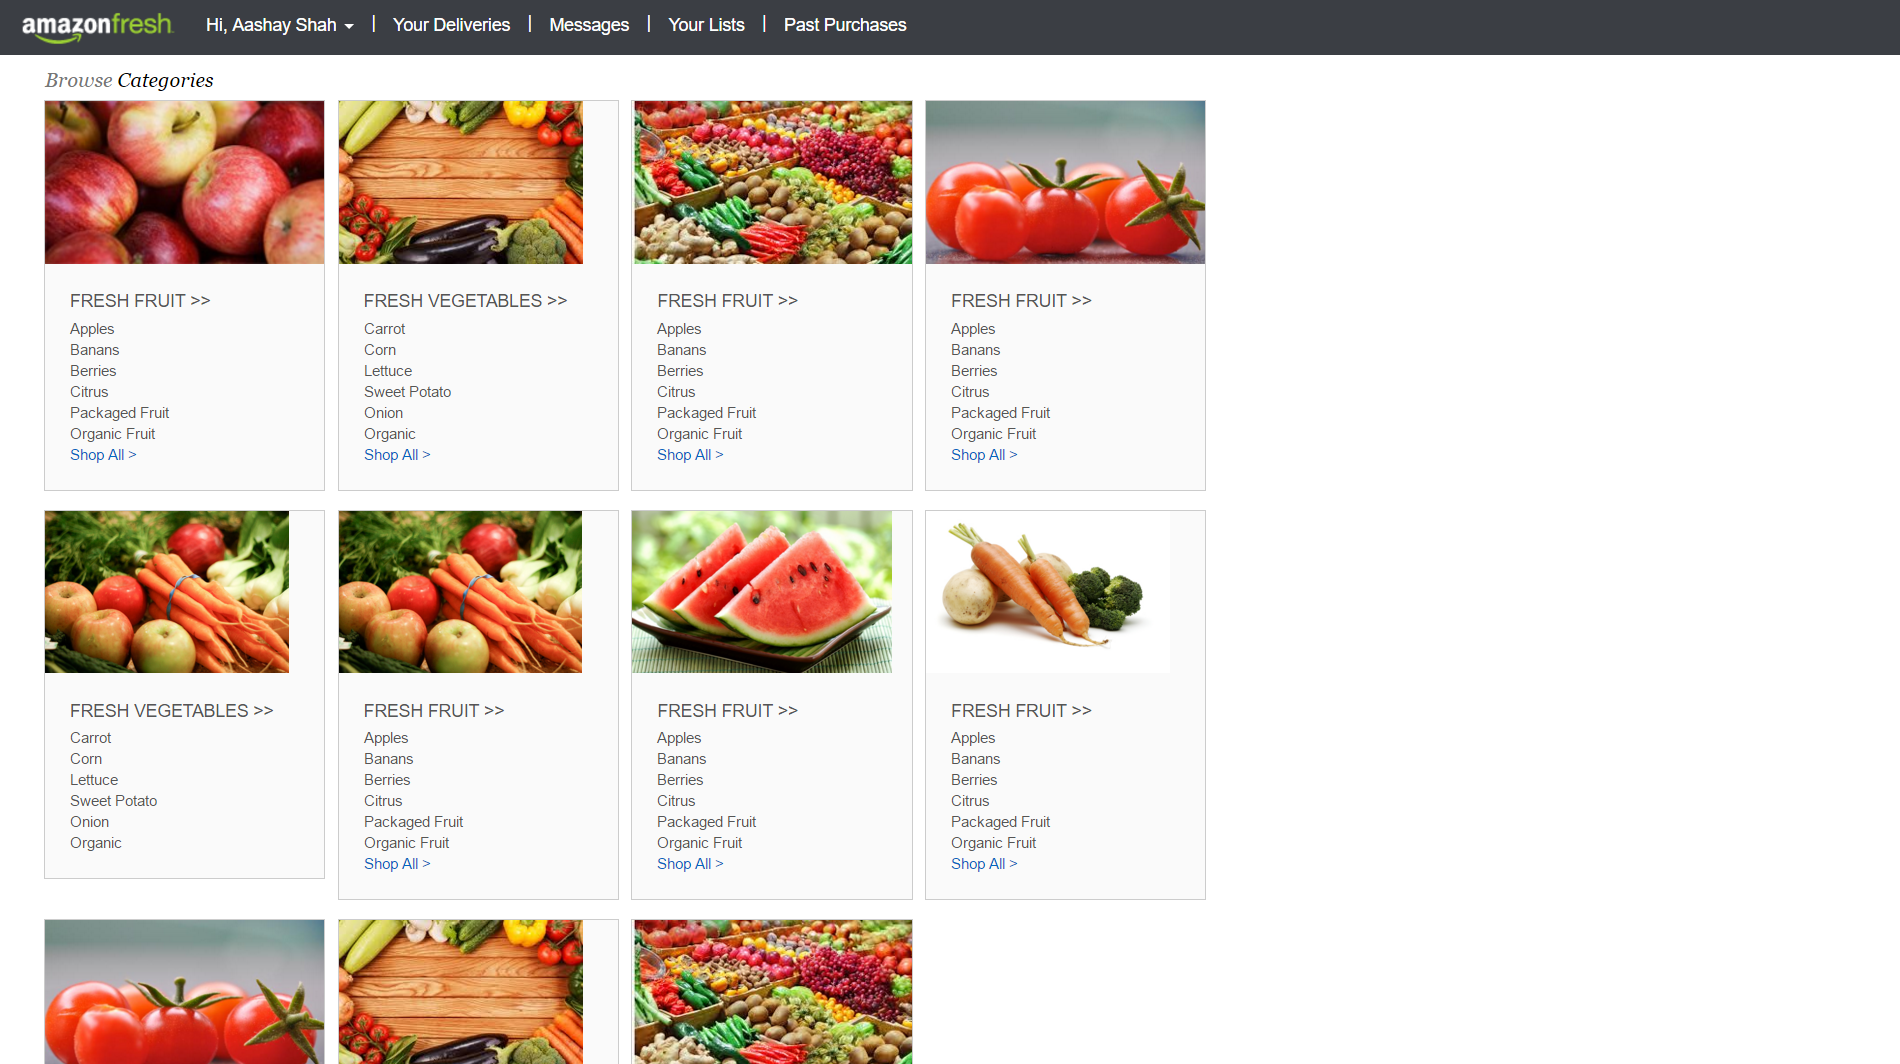 amazonfresh
Hi, Aashay Shah | Your Deliveries | Messages | Your Lists | Past Purchases
Browse Categories
FRESH FRUIT >>
Apples
Banans
Berries
Citrus
Packaged Fruit
Organic Fruit
Shop All >
FRESH VEGETABLES >>
Carrot
Corn
Lettuce
Sweet Potato
Onion
Organic
Shop All >
FRESH FRUIT >>
Apples
Banans
Berries
Citrus
Packaged Fruit
Organic Fruit
Shop All >
FRESH FRUIT >>
Apples
Banans
Berries
Citrus
Packaged Fruit
Organic Fruit
Shop All >
FRESH VEGETABLES >>
Carrot
Corn
Lettuce
Sweet Potato
Onion
Organic
FRESH FRUIT >>
Apples
Banans
Berries
Citrus
Packaged Fruit
Organic Fruit
Shop All >
FRESH FRUIT >>
Apples
Banans
Berries
Citrus
Packaged Fruit
Organic Fruit
Shop All >
FRESH FRUIT >>
Apples
Banans
Berries
Citrus
Packaged Fruit
Organic Fruit
Shop All >